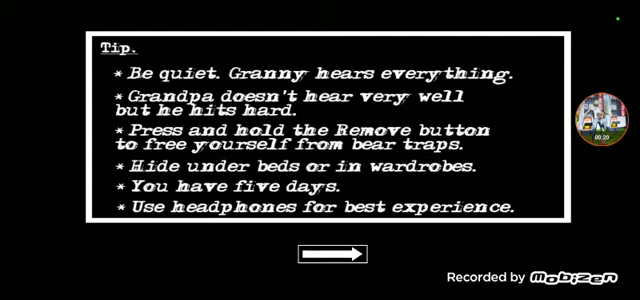 Tip.
* Be quiet. Granny hears everything.
* Grandpa doesn't hear very well
but he hits hard.
* Press and hold the Remove button
to free yourself from bear traps.
* Hide under beds or in wardrobes.
* You have five days.
* Use headphones for best experience.
00:20
Recorded by Mobizen